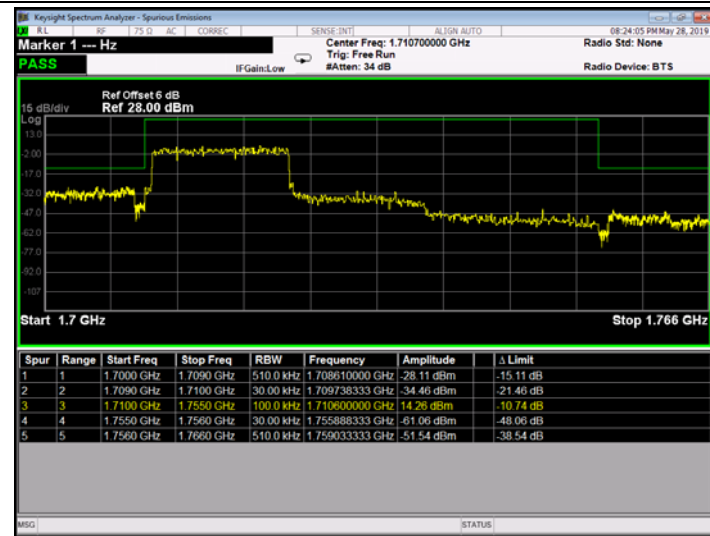 Keysight Spectrum Analyzer - Spurious Emissions
RL RF 75 Ω AC CORREC SENSE:INT ALIGN AUTO 08:24:05 PM May 28, 2019
Marker 1 --- Hz Center Freq: 1.710700000 GHz Radio Std: None
Trig: Free Run
PASS IFGain:Low #Atten: 34 dB Radio Device: BTS
Ref Offset 6 dB
15 dB/div Ref 28.00 dBm
Log
13.0
-2.00
-17.0
-32.0
-47.0
-62.0
-77.0
-92.0
-107
Start 1.7 GHz Stop 1.766 GHz
Spur Range Start Freq Stop Freq RBW Frequency Amplitude Δ Limit
1 1 1.7000 GHz 1.7090 GHz 510.0 kHz 1.708610000 GHz -28.11 dBm -15.11 dB
2 2 1.7090 GHz 1.7100 GHz 30.00 kHz 1.709738333 GHz -34.46 dBm -21.46 dB
3 3 1.7100 GHz 1.7550 GHz 100.0 kHz 1.710600000 GHz 14.26 dBm -10.74 dB
4 4 1.7550 GHz 1.7560 GHz 30.00 kHz 1.755888333 GHz -61.06 dBm -48.06 dB
5 5 1.7560 GHz 1.7660 GHz 510.0 kHz 1.759033333 GHz -51.54 dBm -38.54 dB
MSG STATUS